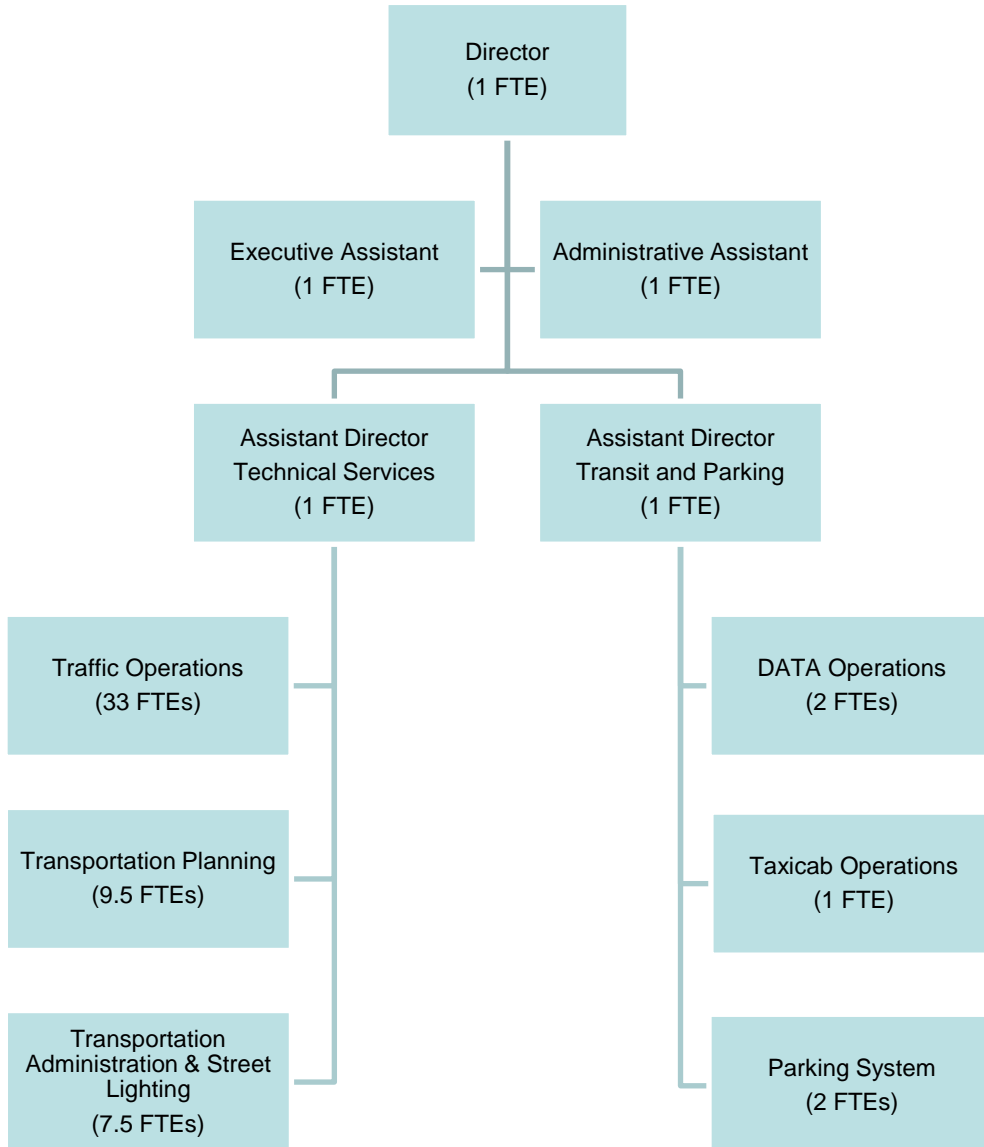 Director
(1 FTE)
Executive Assistant
(1 FTE)
Administrative Assistant
(1 FTE)
Assistant Director
Technical Services
(1 FTE)
Assistant Director
Transit and Parking
(1 FTE)
Traffic Operations
(33 FTEs)
DATA Operations
(2 FTEs)
Transportation Planning
(9.5 FTEs)
Taxicab Operations
(1 FTE)
Transportation
Administration & Street
Lighting
(7.5 FTEs)
Parking System
(2 FTEs)